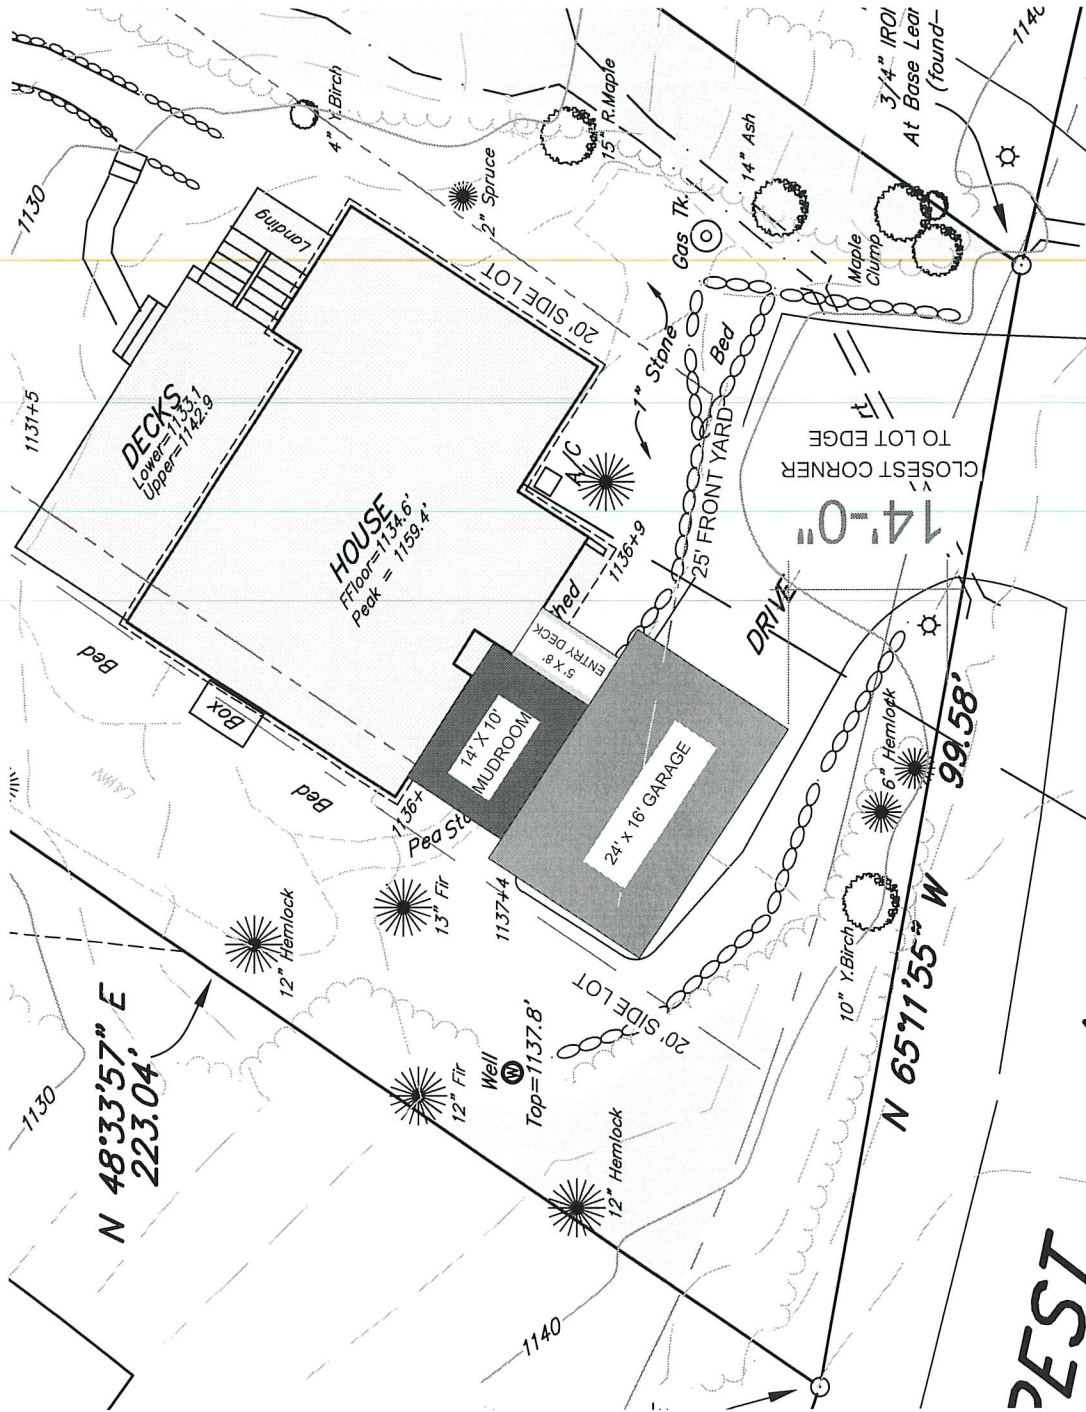 1130
4" Y.Birch
15" R.Maple
14" Ash
3/4" IRO
At Base Lea
(found-
1140
Landing
2" Spruce
20' SIDE LOT
Gas Tk.
Maple
Clump
1131+5
DECKS
Lower=1133.1
Upper=1142.9
1" Stone
Bed
HOUSE
FFloor=1134.6'
Peak = 1159.4'
A/C
25' FRONT YARD
14'-0"
CLOSEST CORNER
TO LOT EDGE
1136+9
hed
5' X 8'
ENTRY DECK
DRIVE
Bed
Box
Bed
LAWN
14' X 10'
MUDROOM
24' X 16' GARAGE
1136+
Pea Sto
6" Hemlock
99.58'
12" Hemlock
13" Fir
1137+4
20' SIDE LOT
10" Y.Birch
N 65°11'55" W
N 48°33'57" E
223.04'
1130
12" Fir
Well
W
Top=1137.8'
12" Hemlock
1140
PEST